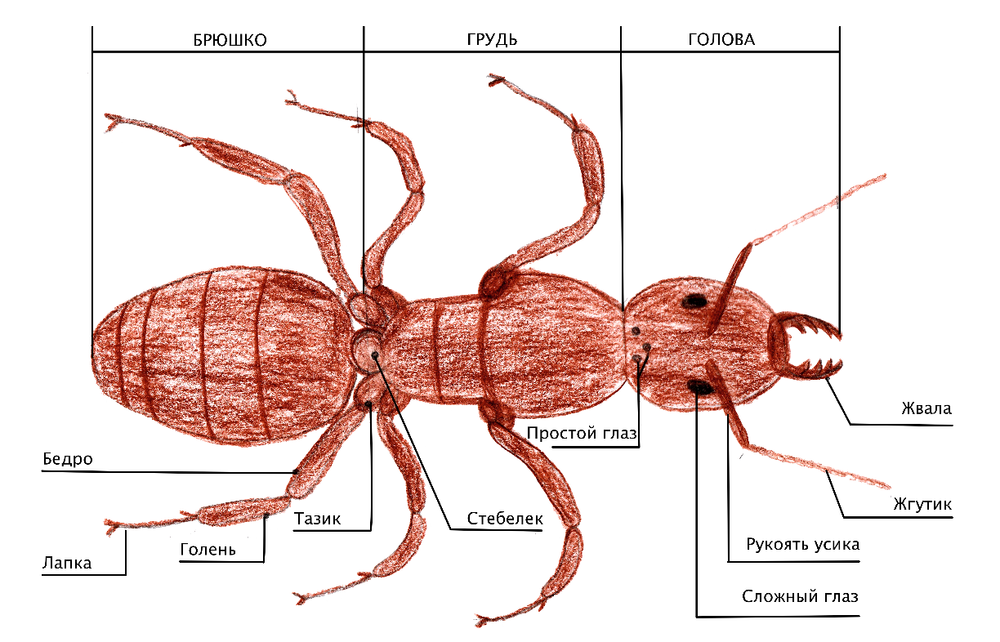 БРЮШКО
ГРУДЬ
ГОЛОВА
Жвала
Простой глаз
Бедро
Жгутик
Тазик
Стебелек
Рукоять усика
Голень
Лапка
Сложный глаз